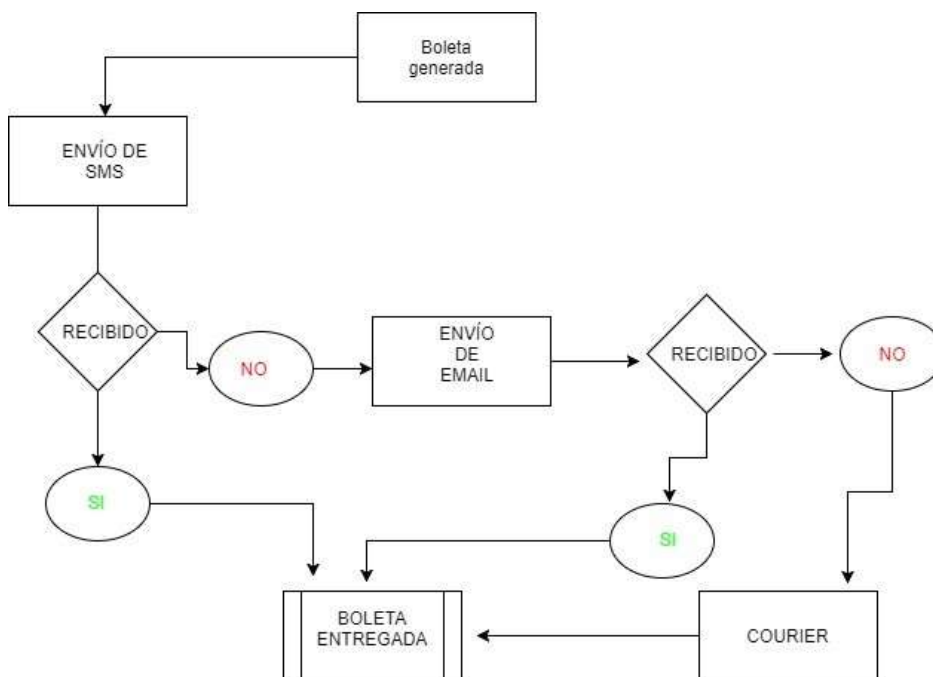 Boleta
generada
ENVÍO DE
SMS
RECIBIDO
NO
ENVÍO
DE
EMAIL
RECIBIDO
NO
SI
SI
BOLETA
ENTREGADA
COURIER